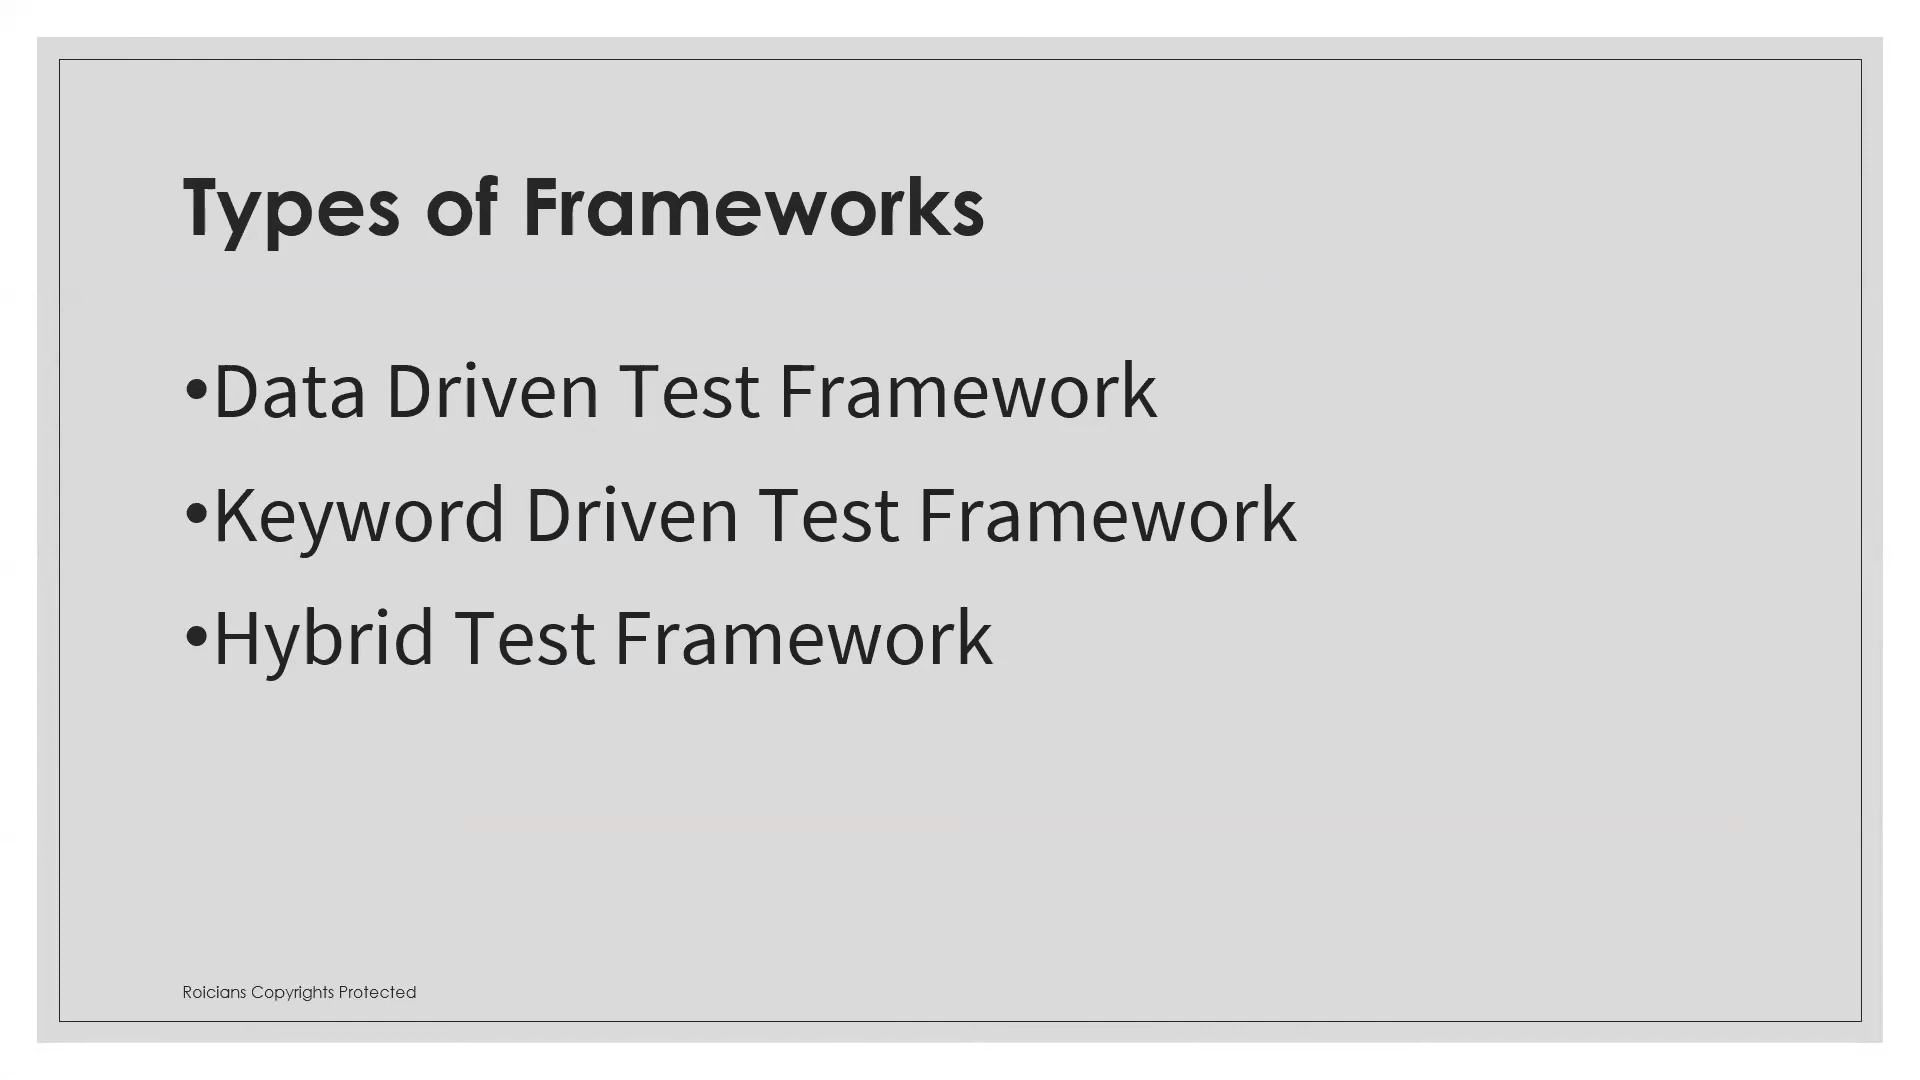 Types of Frameworks
•Data Driven Test Framework
•Keyword Driven Test Framework
•Hybrid Test Framework
Roicians Copyrights Protected